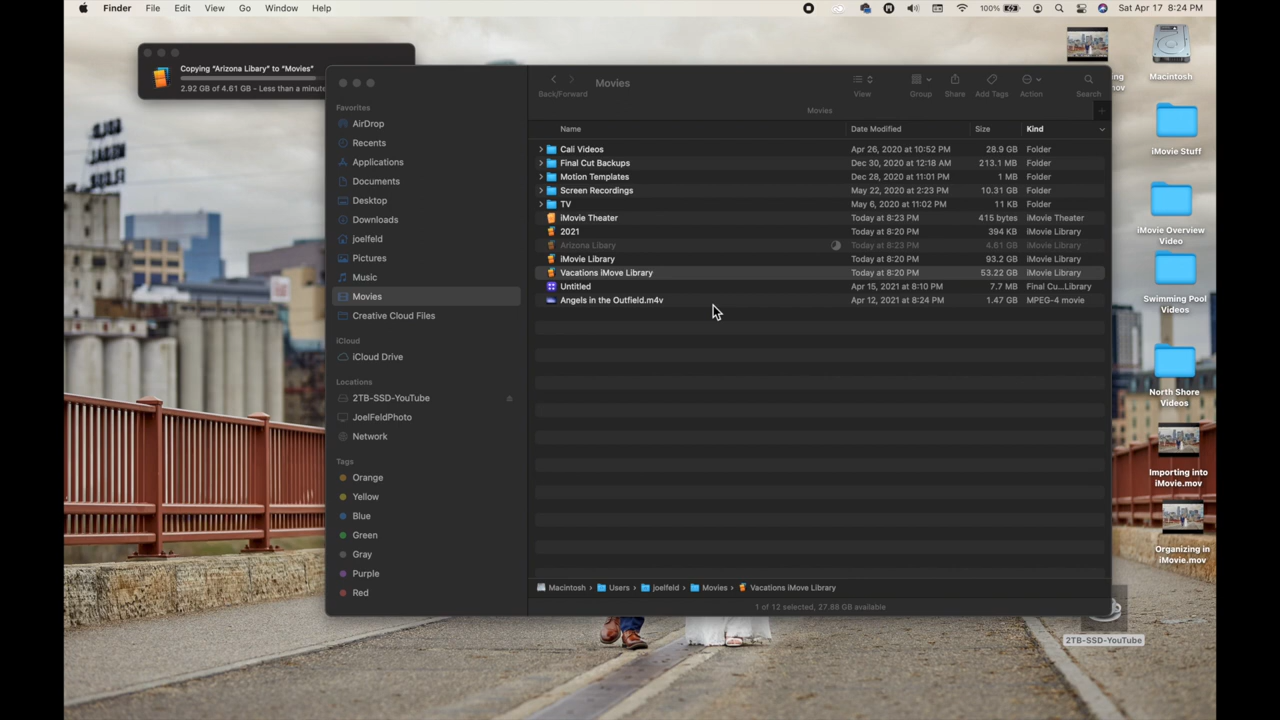 Finder File Edit View Go Window Help 100% Sat Apr 17 8:24 PM
Copying “Arizona Libary” to “Movies”
2.92 GB of 4.61 GB - Less than a minute
Movies
Back/Forward View Group Share Add Tags Action Search
Movies
Name Date Modified Size Kind
Cali Videos Apr 26, 2020 at 10:52 PM 28.9 GB Folder
Final Cut Backups Dec 30, 2020 at 12:18 AM 213.1 MB Folder
Motion Templates Dec 28, 2020 at 11:01 PM 1 MB Folder
Screen Recordings May 22, 2020 at 2:23 PM 10.31 GB Folder
TV May 6, 2020 at 11:02 PM 11 KB Folder
iMovie Theater Today at 8:23 PM 415 bytes iMovie Theater
2021 Today at 8:20 PM 394 KB iMovie Library
Arizona Libary Today at 8:23 PM 4.61 GB iMovie Library
iMovie Library Today at 8:20 PM 93.2 GB iMovie Library
Vacations iMove Library Today at 8:20 PM 53.22 GB iMovie Library
Untitled Apr 15, 2021 at 8:10 PM 7.7 MB Final Cu...Library
Angels in the Outfield.m4v Apr 12, 2021 at 8:24 PM 1.47 GB MPEG-4 movie
Favorites
AirDrop
Recents
Applications
Documents
Desktop
Downloads
joelfeld
Pictures
Music
Movies
Creative Cloud Files
iCloud
iCloud Drive
Locations
2TB-SSD-YouTube
JoelFeldPhoto
Network
Tags
Orange
Yellow
Blue
Green
Gray
Purple
Red
Macintosh › Users › joelfeld › Movies › Vacations iMove Library
1 of 12 selected, 27.88 GB available
Macintosh
iMovie Stuff
iMovie Overview
Video
Swimming Pool
Videos
North Shore
Videos
Importing into
iMovie.mov
Organizing in
iMovie.mov
2TB-SSD-YouTube